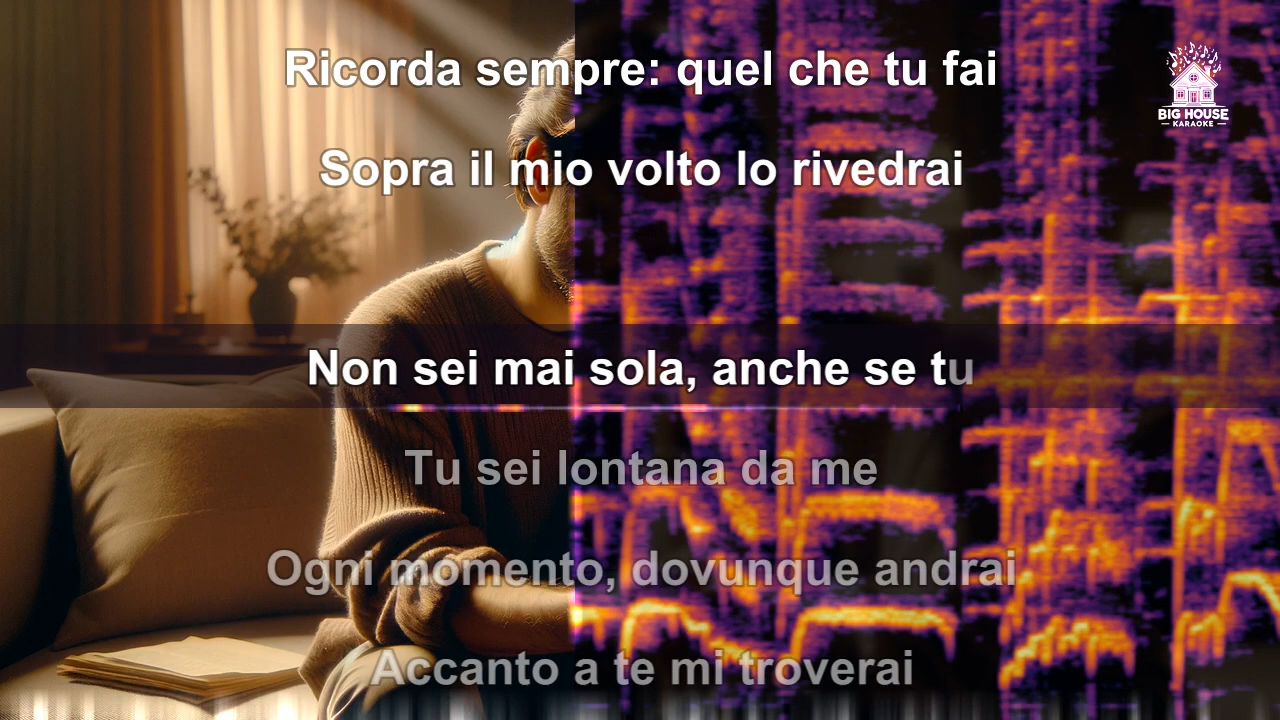 Ricorda sempre: quel che tu fai
BIG HOUSE
KARAOKE
Sopra il mio volto lo rivedrai
Non sei mai sola, anche se tu
Tu sei lontana da me
Ogni momento, dovunque andrai
Accanto a te mi troverai